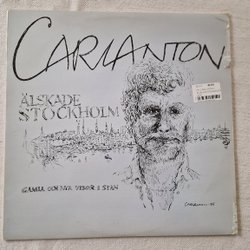 CARLANTON
ÄLSKADE
STOCKHOLM
GAMLA OCH NYA VISOR I STAN